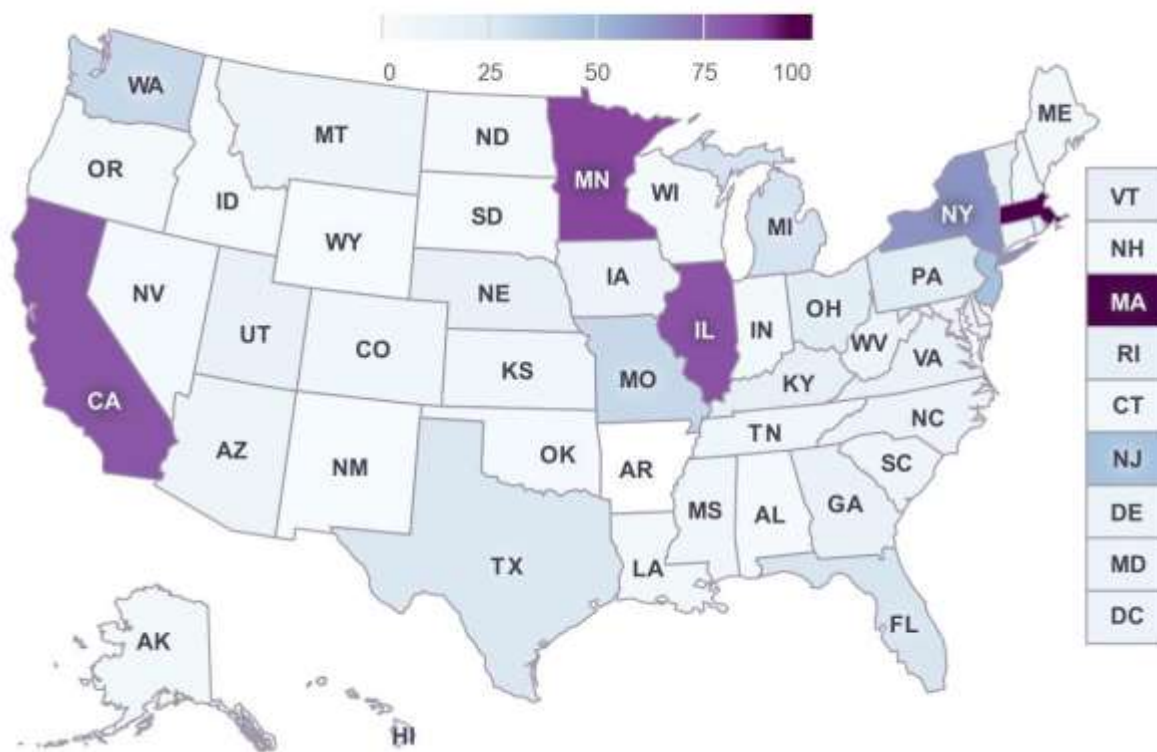 0 25 50 75 100
WA
MT
ND
MN
ME
OR
ID
SD
WI
MI
NY
VT
WY
NH
NV
UT
NE
IA
PA
MA
CO
KS
MO
IL
IN
OH
WV
VA
RI
CA
KY
CT
AZ
NM
OK
AR
TN
NC
SC
NJ
TX
LA
MS
AL
GA
DE
MD
FL
DC
AK
HI